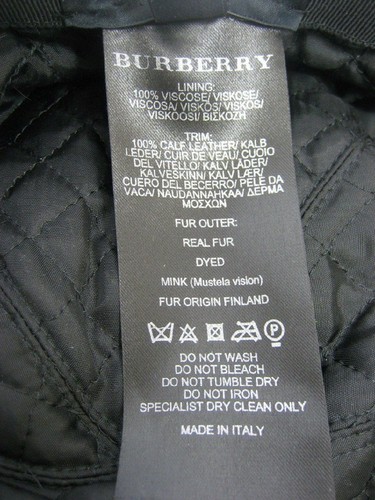 BURBERRY
LINING:
100% VISCOSE/ VISKOSE/
VISCOSA/ VISKOS/ VISKOS/
VISKOOSI/ ΒΙΣΚΟΖΗ
TRIM:
100% CALF LEATHER/ KALB
LEDER/ CUIR DE VEAU/ CUOIO
DEL VITELLO/ KALV LÄDER/
KALVESKINN/ KALV LÆR/
CUERO DEL BECERRO/ PELE DA
VACA/ NAUDANNAHKAA/ ΔΕΡΜΑ
ΜΟΣΧΩΝ
FUR OUTER:
REAL FUR
DYED
MINK (Mustela vision)
FUR ORIGIN FINLAND
P
DO NOT WASH
DO NOT BLEACH
DO NOT TUMBLE DRY
DO NOT IRON
SPECIALIST DRY CLEAN ONLY
MADE IN ITALY